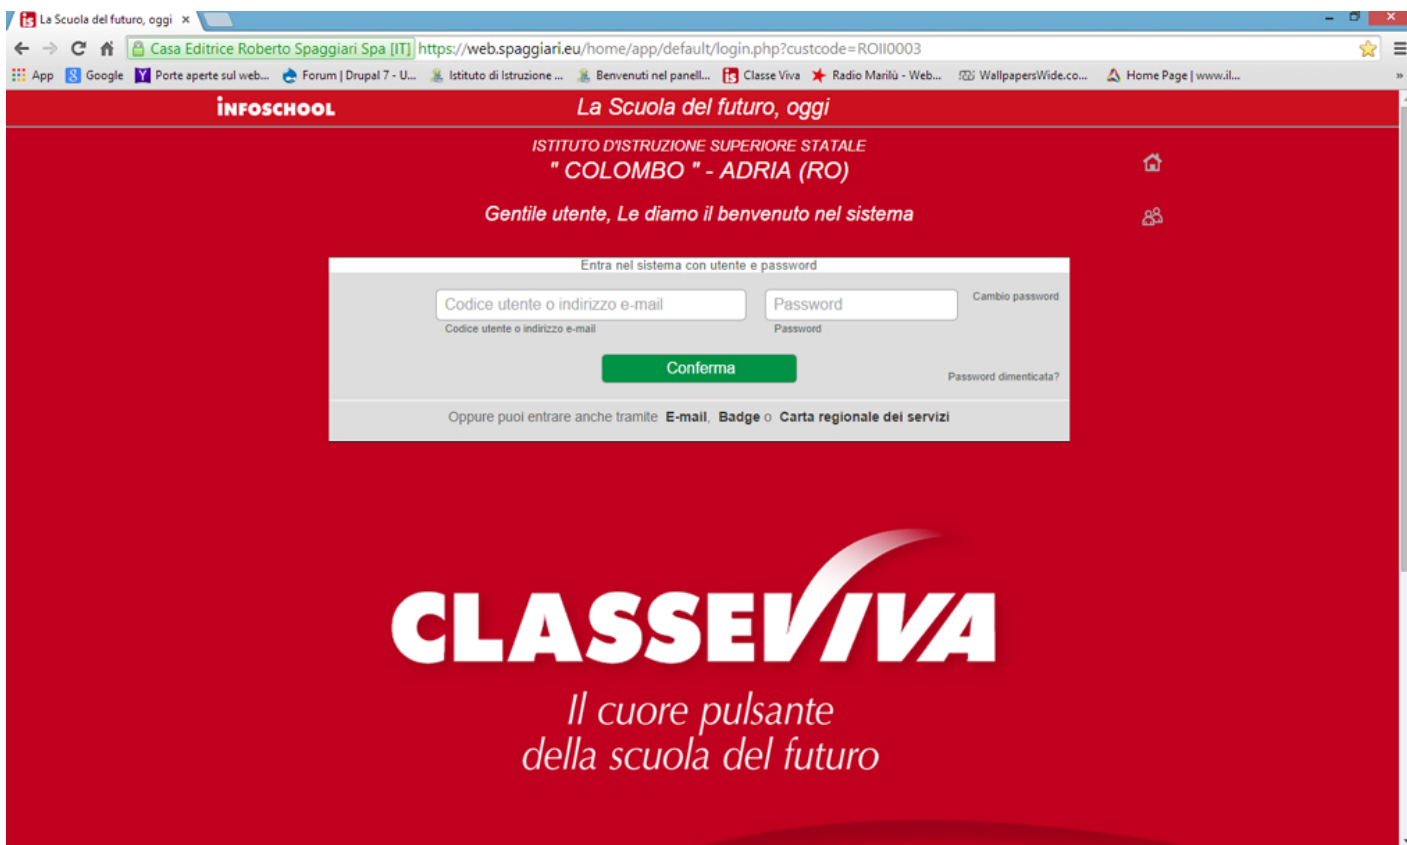 La Scuola del futuro, oggi
Casa Editrice Roberto Spaggiari Spa [IT] https://web.spaggiari.eu/home/app/default/login.php?custcode=ROII0003
App Google Porte aperte sul web... Forum | Drupal 7 - U... Istituto di Istruzione ... Benvenuti nel panell... Classe Viva Radio Marilù - Web... WallpapersWide.co... Home Page | www.il... »
INFOSCHOOL La Scuola del futuro, oggi
ISTITUTO D'ISTRUZIONE SUPERIORE STATALE
" COLOMBO " - ADRIA (RO)
Gentile utente, Le diamo il benvenuto nel sistema
Entra nel sistema con utente e password
Codice utente o indirizzo e-mail Password Cambio password
Codice utente o indirizzo e-mail Password
Conferma
Password dimenticata?
Oppure puoi entrare anche tramite E-mail, Badge o Carta regionale dei servizi
CLASSEVIVA
Il cuore pulsante
della scuola del futuro